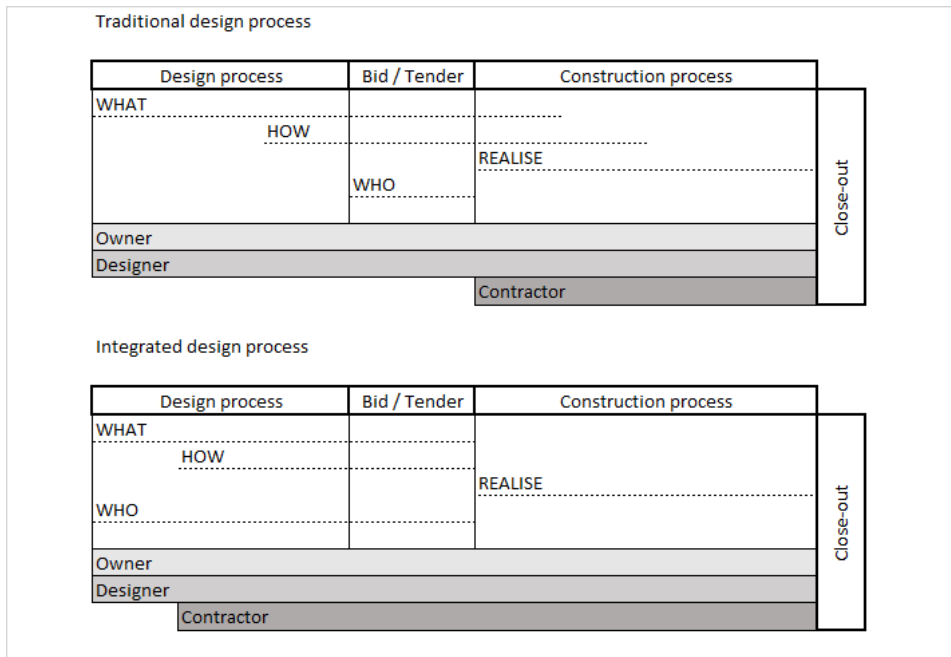 Traditional design process
Design process Bid / Tender Construction process
WHAT
HOW
REALISE
WHO
Close-out
Owner
Designer
Contractor
Integrated design process
Design process Bid / Tender Construction process
WHAT
HOW
REALISE
WHO
Close-out
Owner
Designer
Contractor